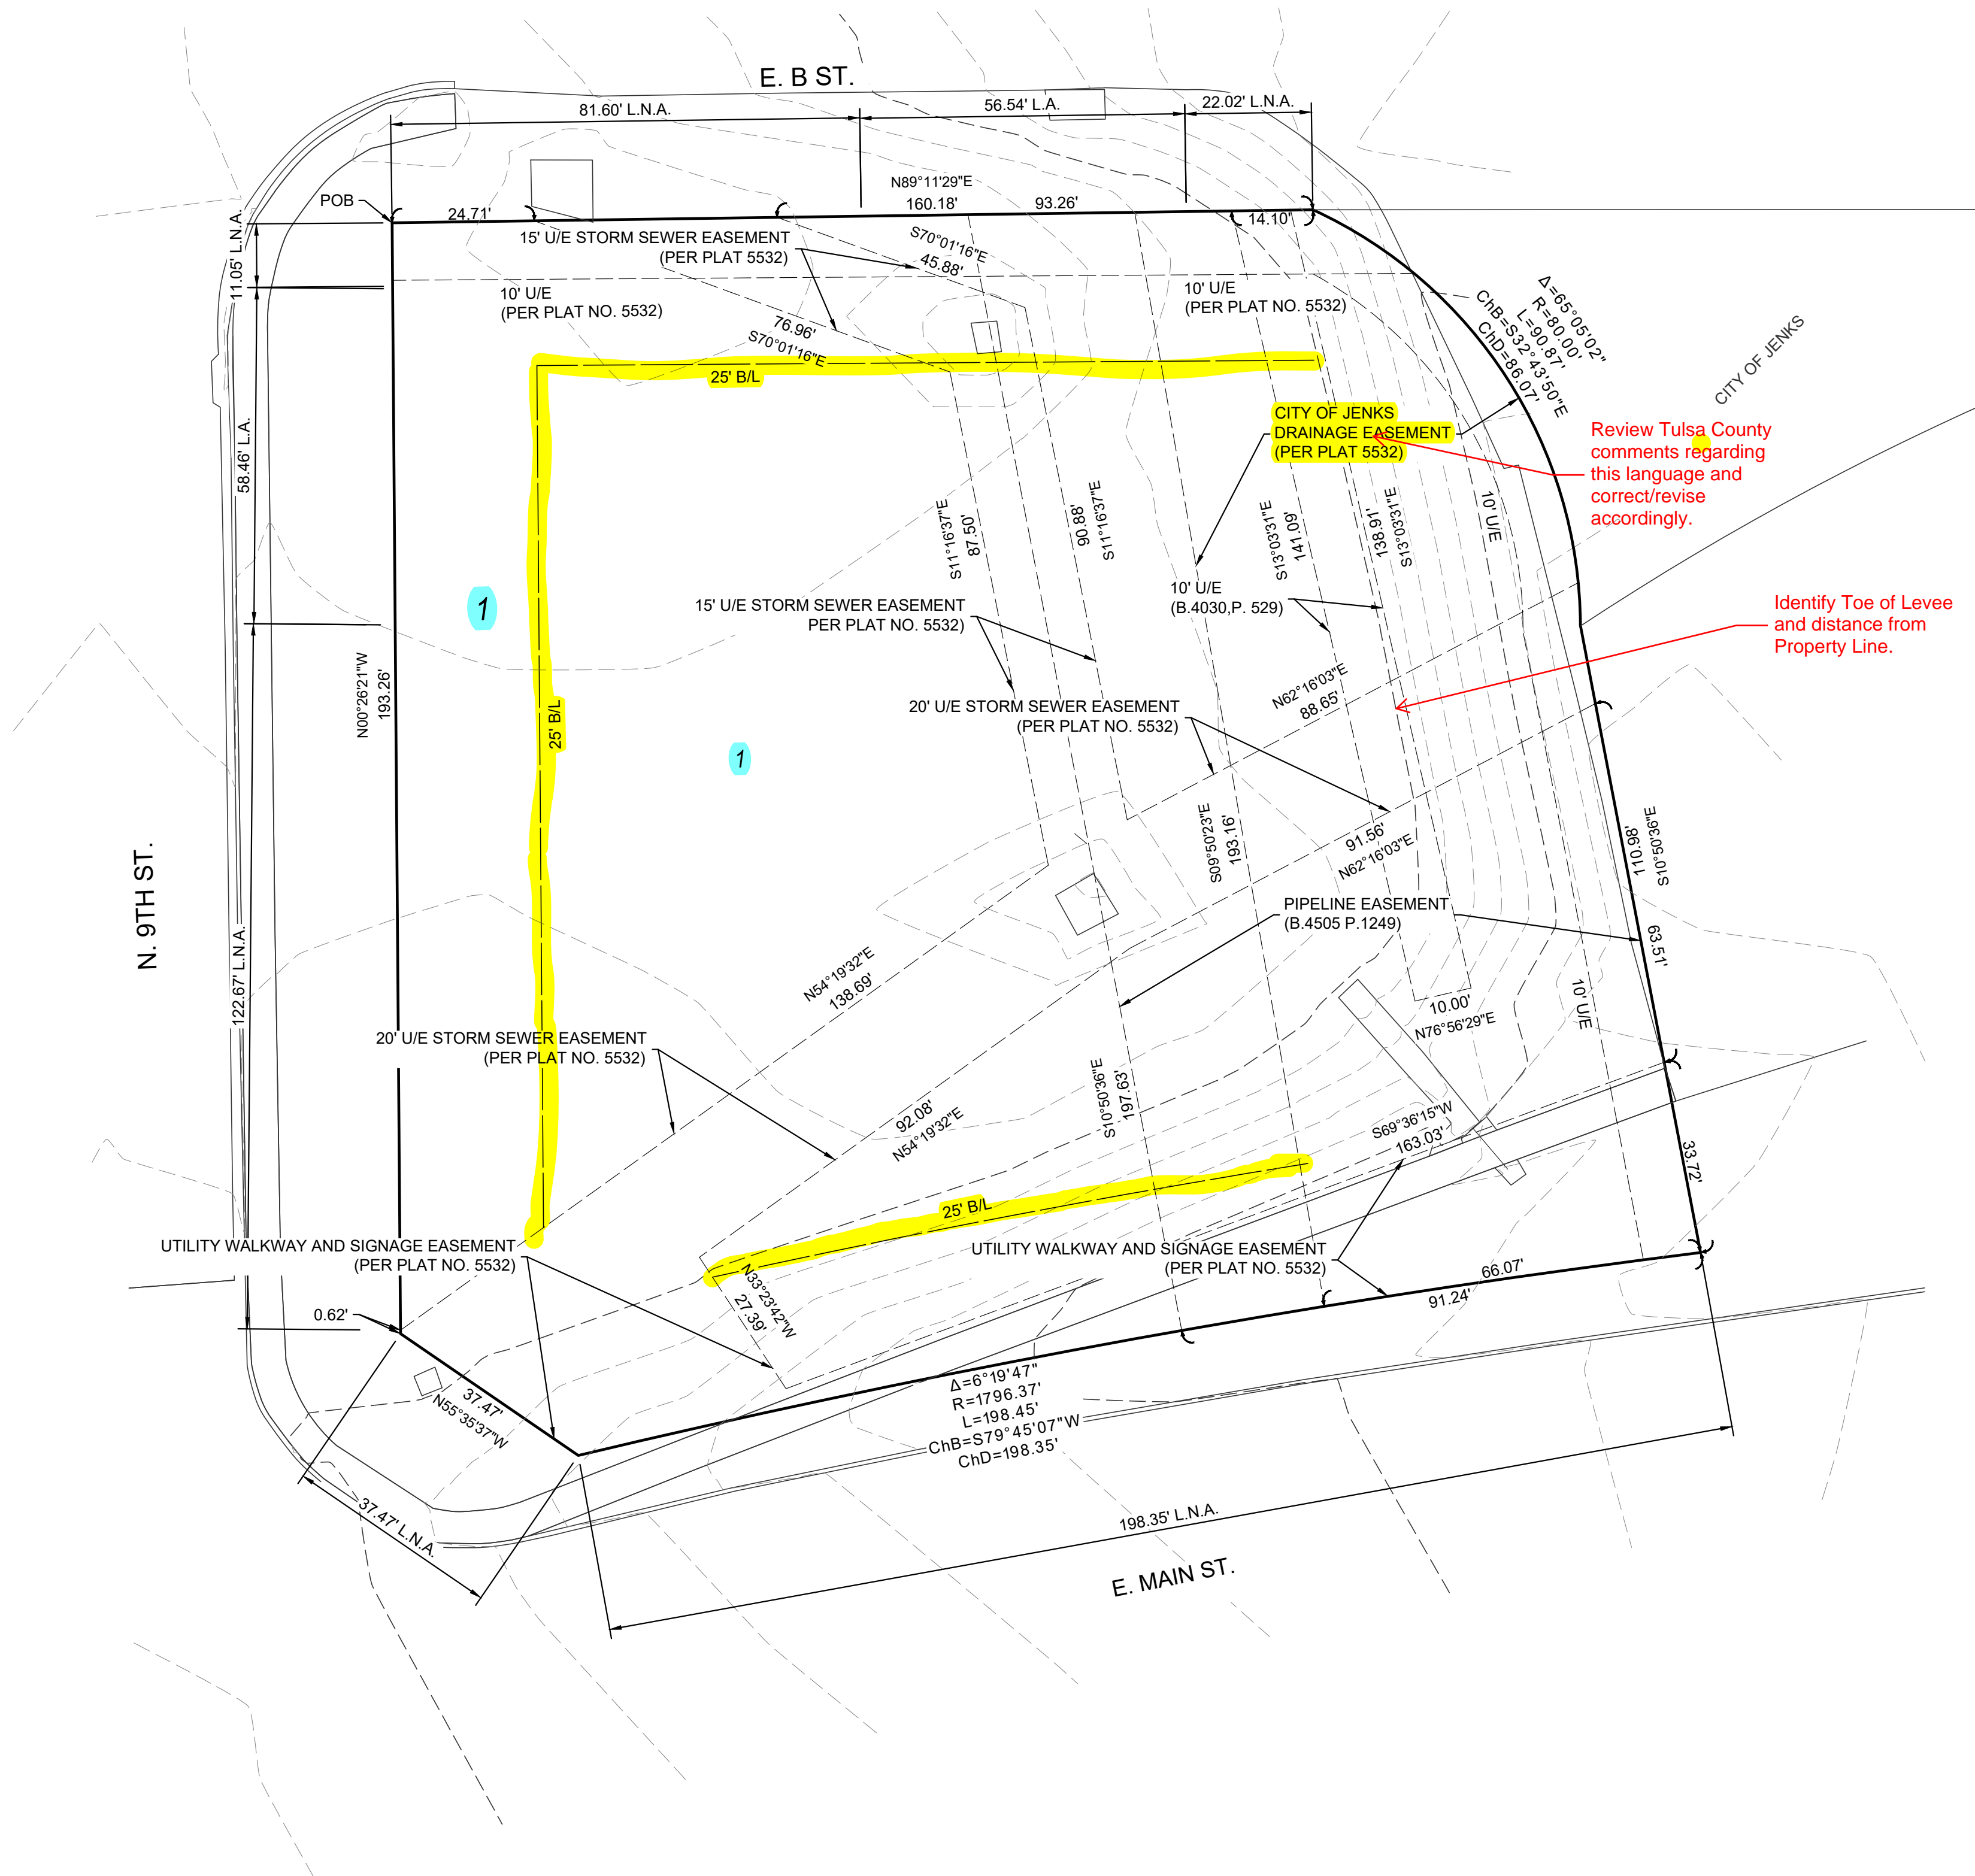 E. B ST.
81.60' L.N.A.
56.54' L.A.
22.02' L.N.A.
N89°11'29"E
160.18'
93.26'
POB
24.71'
14.10'
11.05' L.N.A.
15' U/E STORM SEWER EASEMENT
(PER PLAT 5532)
S70°01'16"E
45.88'
10' U/E
(PER PLAT NO. 5532)
10' U/E
(PER PLAT NO. 5532)
76.96'
S70°01'16"E
Δ=65°05'02"
R=80.00'
L=90.87'
ChB=S32°43'50"E
ChD=86.07'
CITY OF JENKS
25' B/L
CITY OF JENKS
DRAINAGE EASEMENT
(PER PLAT 5532)
Review Tulsa County
comments regarding
this language and
correct/revise
accordingly.
58.46' L.A.
S11°16'37"E
87.50'
90.88'
S11°16'37"E
S13°03'31"E
141.09'
138.91'
S13°03'31"E
10' U/E
1
15' U/E STORM SEWER EASEMENT
PER PLAT NO. 5532)
10' U/E
(B.4030,P. 529)
Identify Toe of Levee
and distance from
Property Line.
N00°26'21"W
193.26'
25' B/L
1
20' U/E STORM SEWER EASEMENT
(PER PLAT NO. 5532)
N62°16'03"E
88.65'
S09°50'23"E
193.16'
91.56'
N62°16'03"E
110.98'
S10°50'36"E
N. 9TH ST.
122.67' L.N.A.
PIPELINE EASEMENT
(B.4505 P.1249)
63.51'
N54°19'32"E
138.69'
10.00'
N76°56'29"E
10' U/E
20' U/E STORM SEWER EASEMENT
(PER PLAT NO. 5532)
92.08'
N54°19'32"E
S10°50'36"E
197.63'
S69°36'15"W
163.03'
33.72'
25' B/L
UTILITY WALKWAY AND SIGNAGE EASEMENT
(PER PLAT NO. 5532)
UTILITY WALKWAY AND SIGNAGE EASEMENT
(PER PLAT NO. 5532)
N33°23'42"W
27.39'
66.07'
91.24'
0.62'
37.47'
N55°35'37"W
Δ=6°19'47"
R=1796.37'
L=198.45'
ChB=S79°45'07"W
ChD=198.35'
37.47' L.N.A.
198.35' L.N.A.
E. MAIN ST.